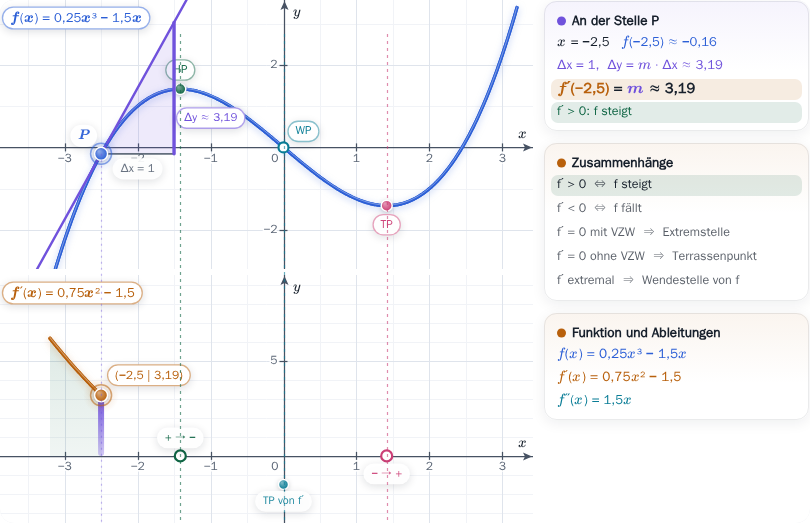 f(x) = 0,25x³ − 1,5x
y
2
HP
Δy ≈ 3,19
P
WP
x
−3
−2
−1
0
1
2
3
Δx = 1
TP
−2
f′(x) = 0,75x² − 1,5
y
5
(−2,5 | 3,19)
+ → −
x
−3
−2
−1
0
1
2
3
− → +
TP von f′
An der Stelle P
x = −2,5 f(−2,5) ≈ −0,16
Δx = 1, Δy = m · Δx ≈ 3,19
f′(−2,5) = m ≈ 3,19
f′ > 0: f steigt
Zusammenhänge
f′ > 0 ⇔ f steigt
f′ < 0 ⇔ f fällt
f′ = 0 mit VZW ⇒ Extremstelle
f′ = 0 ohne VZW ⇒ Terrassenpunkt
f′ extremal ⇒ Wendestelle von f
Funktion und Ableitungen
f(x) = 0,25x³ − 1,5x
f′(x) = 0,75x² − 1,5
f″(x) = 1,5x